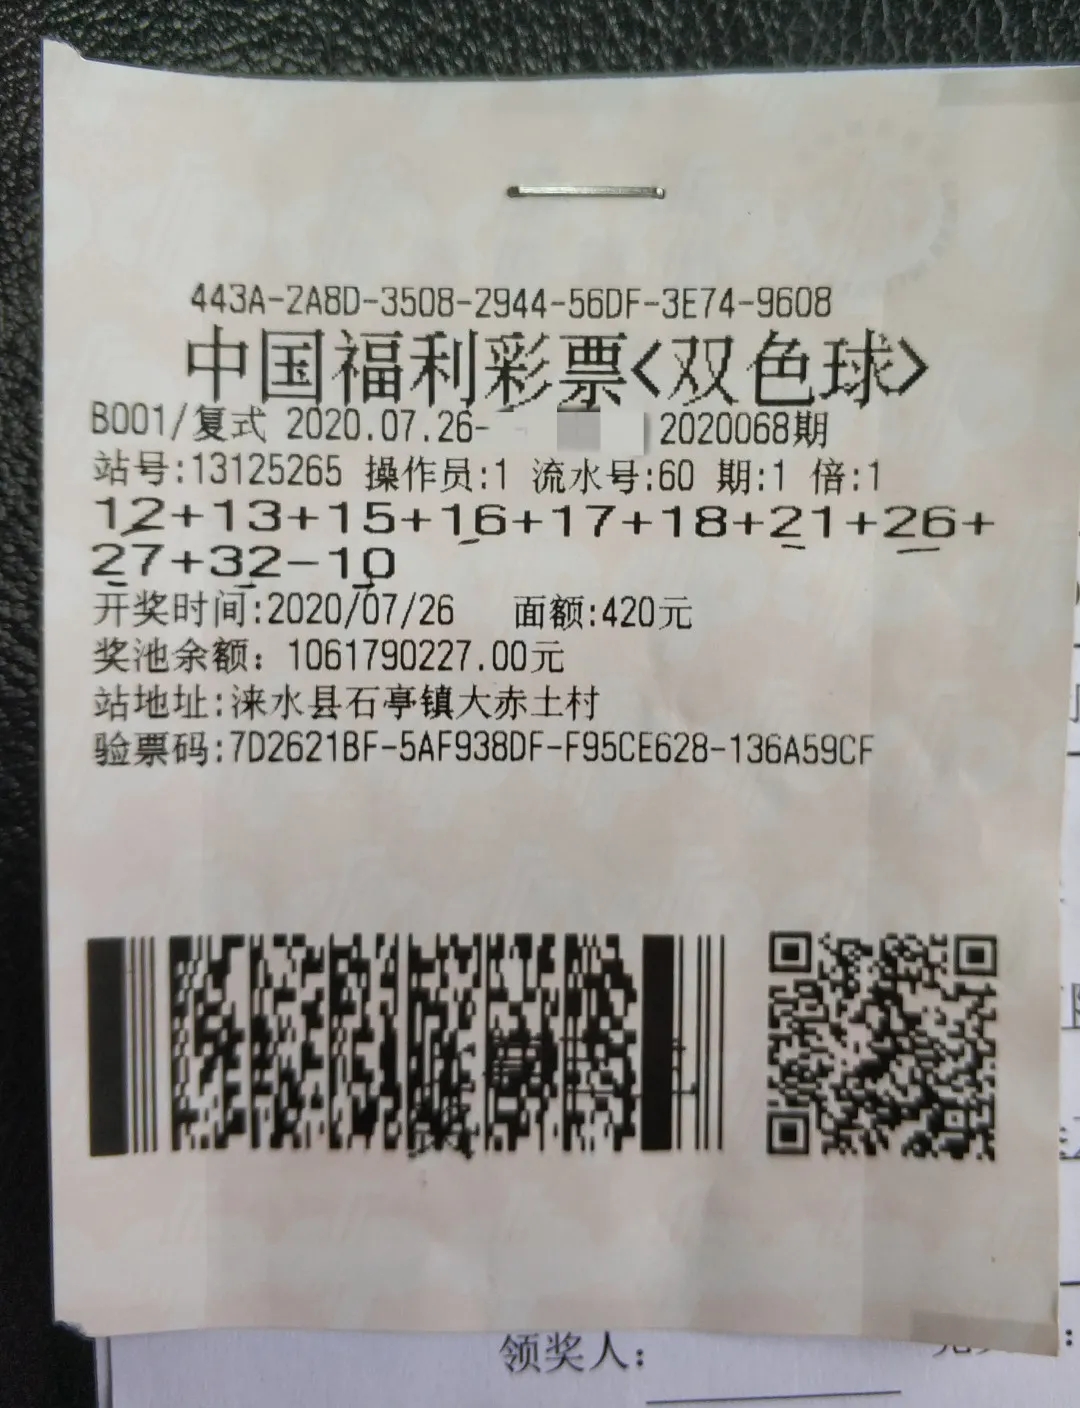 443A-2A8D-3508-2944-56DF-3E74-9608
中国福利彩票<双色球>
B001/复式 2020.07.26- 2020068期
站号:13125265 操作员:1 流水号:60 期:1 倍:1
12+13+15+16+17+18+21+26+
27+32-10
开奖时间:2020/07/26 面额:420元
奖池余额：1061790227.00元
站地址:涞水县石亭镇大赤土村
验票码:7D2621BF-5AF938DF-F95CE628-136A59CF
领奖人：